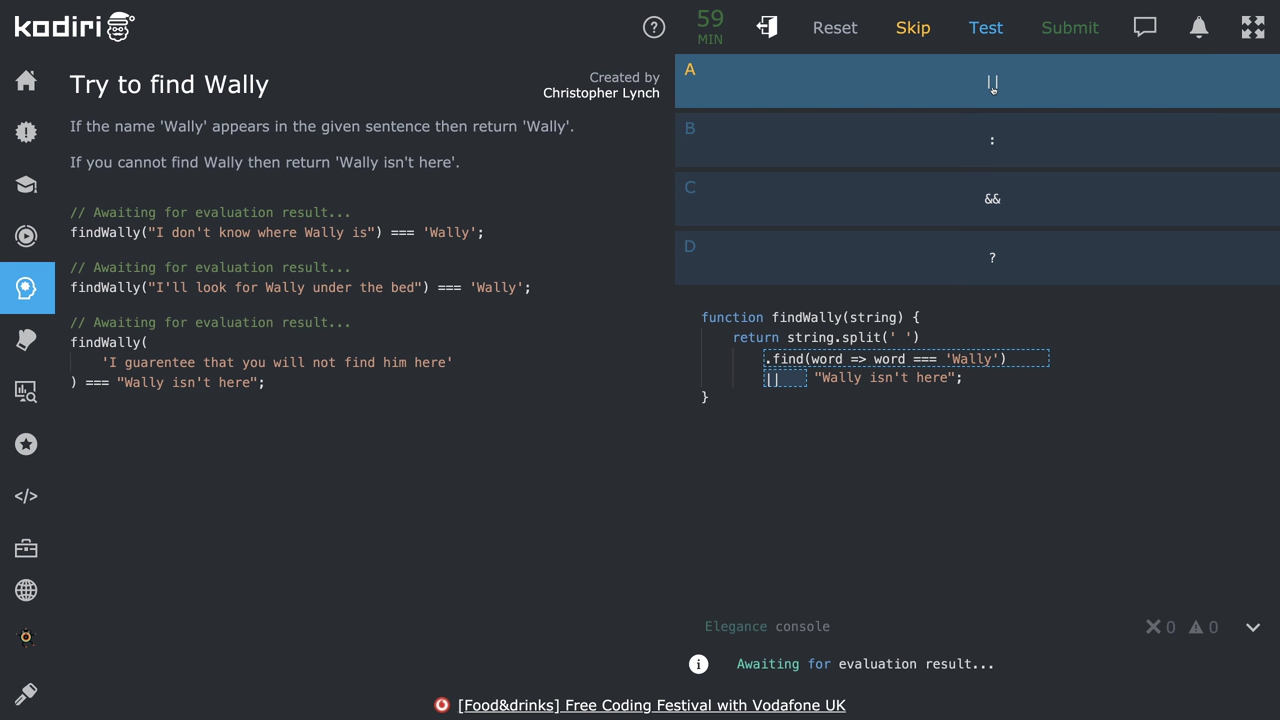 kodiri
59
MIN
Reset
Skip
Test
Submit
Try to find Wally
Created by
Christopher Lynch
If the name 'Wally' appears in the given sentence then return 'Wally'.
If you cannot find Wally then return 'Wally isn't here'.
// Awaiting for evaluation result...
findWally("I don't know where Wally is") === 'Wally';
// Awaiting for evaluation result...
findWally("I'll look for Wally under the bed") === 'Wally';
// Awaiting for evaluation result...
findWally(
'I guarentee that you will not find him here'
) === "Wally isn't here";
A
||
B
:
C
&&
D
?
function findWally(string) {
return string.split(' ')
.find(word => word === 'Wally')
|| "Wally isn't here";
}
Elegance console
0
0
Awaiting for evaluation result...
[Food&drinks] Free Coding Festival with Vodafone UK